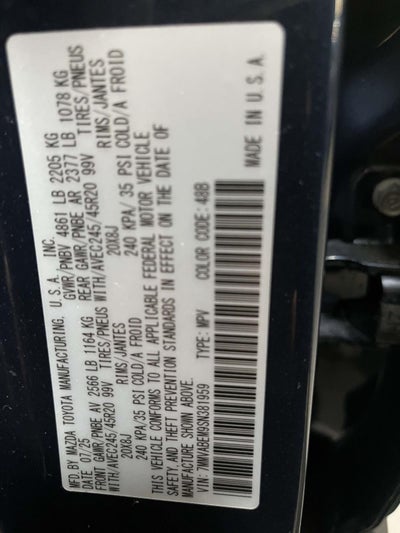 MFD. BY MAZDA TOYOTA MANUFACTURING, U.S.A., INC.
DATE 07/25 GVWR/PNBV 4861 LB 2205 KG
FRONT GAWR/PNBE AV 2566 LB 1164 KG REAR GAWR/PNBE AR 2377 LB 1078 KG
WITH/AVEC245/45R20 99V TIRES/PNEUS WITH/AVEC245/45R20 99V TIRES/PNEUS
20X8J RIMS/JANTES 20X8J RIMS/JANTES
240 KPA/35 PSI COLD/A FROID 240 KPA/ 35 PSI COLD/A FROID
THIS VEHICLE CONFORMS TO ALL APPLICABLE FEDERAL MOTOR VEHICLE
SAFETY AND THEFT PREVENTION STANDARDS IN EFFECT ON THE DATE OF
MANUFACTURE SHOWN ABOVE.
VIN: 7MMVABEM9SN381959 TYPE: MPV COLOR: 48B MADE IN U.S.A.